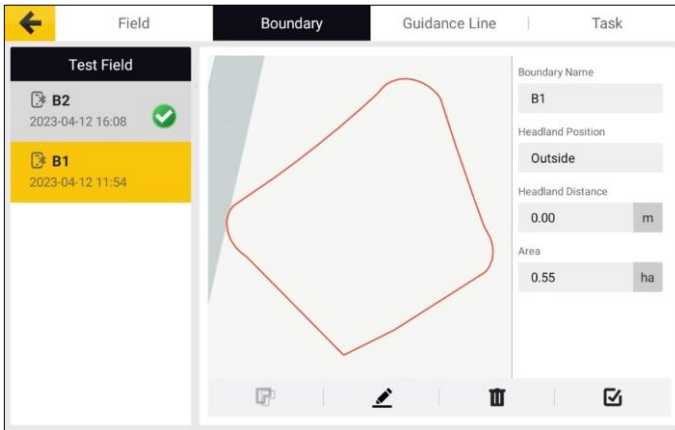 Field
Boundary
Guidance Line
Task
Test Field
B2
2023-04-12 16:08
B1
2023-04-12 11:54
Boundary Name
B1
Headland Position
Outside
Headland Distance
0.00 m
Area
0.55 ha